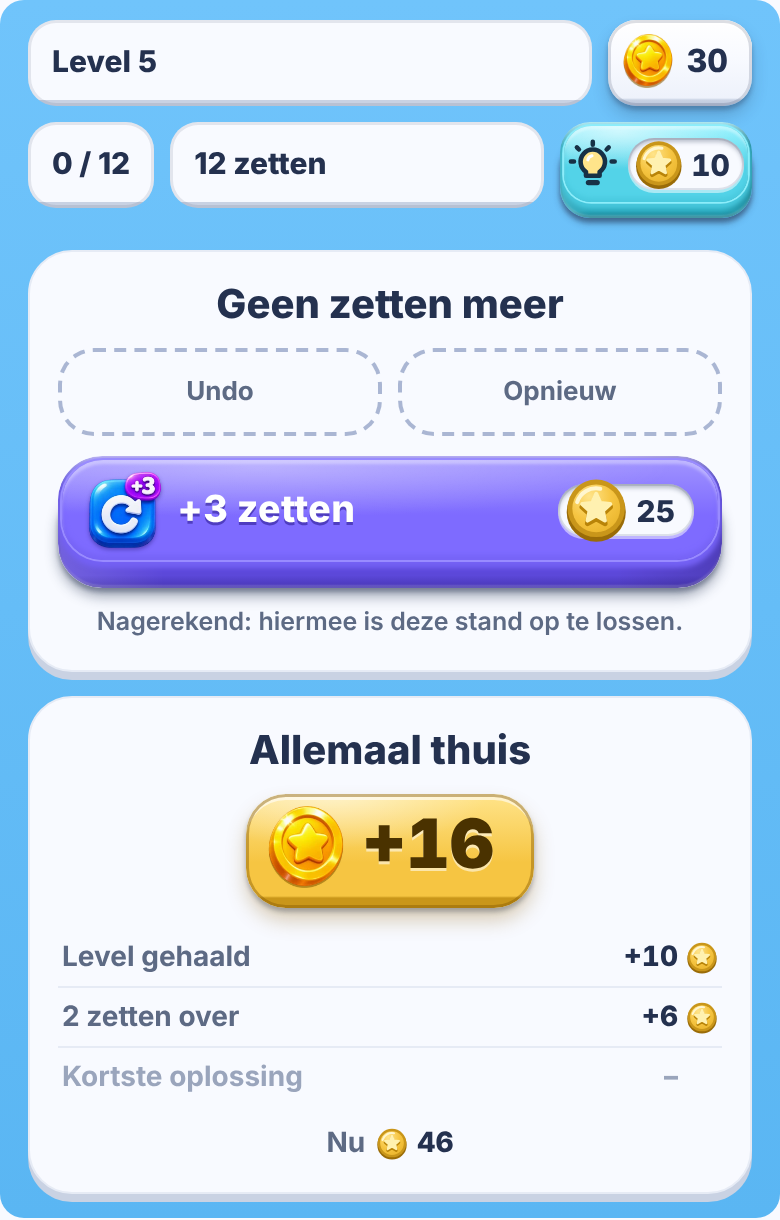 Level 5
30
0 / 12
12 zetten
10
Geen zetten meer
Undo
Opnieuw
+3
+3 zetten
25
Nagerekend: hiermee is deze stand op te lossen.
Allemaal thuis
+16
Level gehaald +10
2 zetten over +6
Kortste oplossing –
Nu 46